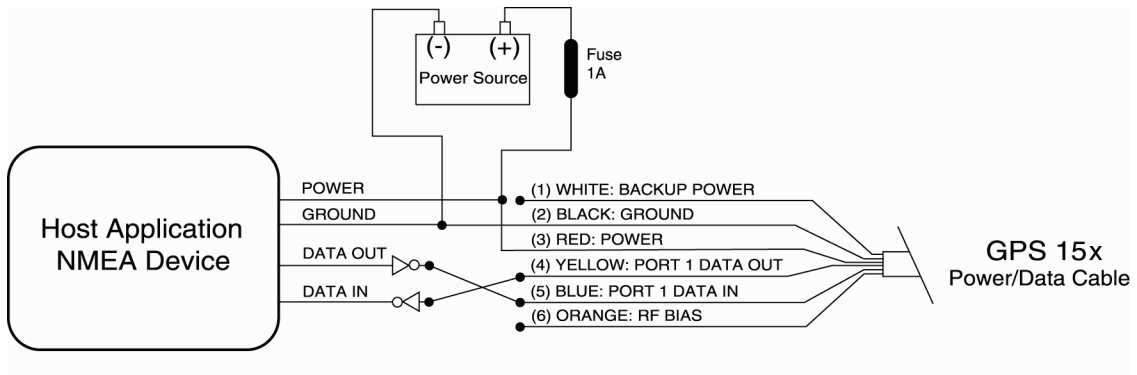 (-) (+)
Power Source
Fuse
1A
POWER
GROUND
DATA OUT
DATA IN
Host Application
NMEA Device
(1) WHITE: BACKUP POWER
(2) BLACK: GROUND
(3) RED: POWER
(4) YELLOW: PORT 1 DATA OUT
(5) BLUE: PORT 1 DATA IN
(6) ORANGE: RF BIAS
GPS 15x
Power/Data Cable